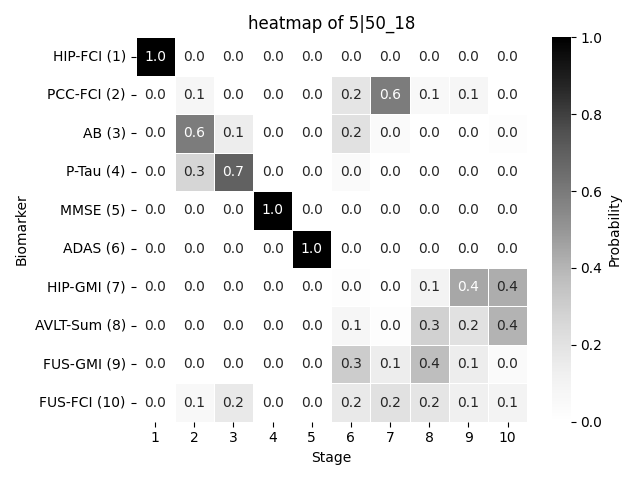 heatmap of 5|50_18
HIP-FCI (1) 1.0 0.0 0.0 0.0 0.0 0.0 0.0 0.0 0.0 0.0
PCC-FCI (2) 0.0 0.1 0.0 0.0 0.0 0.2 0.6 0.1 0.1 0.0
AB (3) 0.0 0.6 0.1 0.0 0.0 0.2 0.0 0.0 0.0 0.0
P-Tau (4) 0.0 0.3 0.7 0.0 0.0 0.0 0.0 0.0 0.0 0.0
MMSE (5) 0.0 0.0 0.0 1.0 0.0 0.0 0.0 0.0 0.0 0.0
ADAS (6) 0.0 0.0 0.0 0.0 1.0 0.0 0.0 0.0 0.0 0.0
HIP-GMI (7) 0.0 0.0 0.0 0.0 0.0 0.0 0.0 0.1 0.4 0.4
AVLT-Sum (8) 0.0 0.0 0.0 0.0 0.0 0.1 0.0 0.3 0.2 0.4
FUS-GMI (9) 0.0 0.0 0.0 0.0 0.0 0.3 0.1 0.4 0.1 0.0
FUS-FCI (10) 0.0 0.1 0.2 0.0 0.0 0.2 0.2 0.2 0.1 0.1
1 2 3 4 5 6 7 8 9 10
Stage
Biomarker
1.0
0.8
0.6
0.4
0.2
0.0
Probability